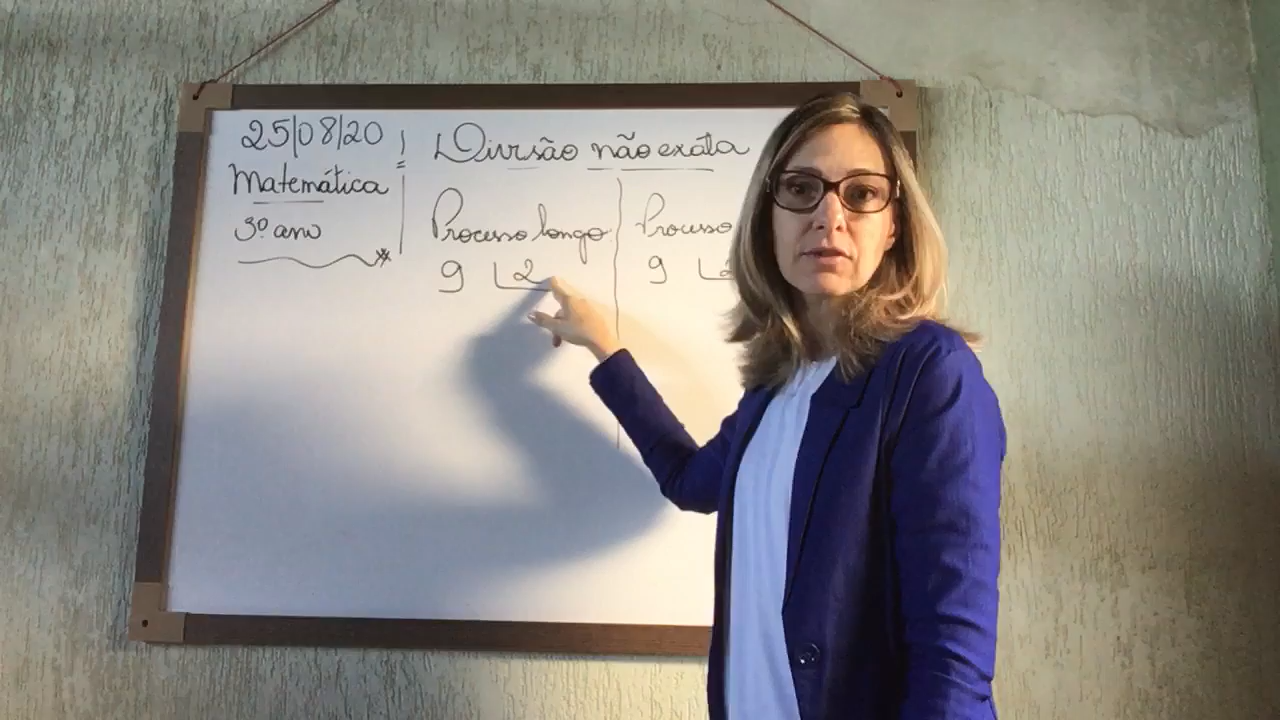 25/08/20
Matemática
3º ano
Divisão não exata
Processo longo
9 2
Processo
9 2